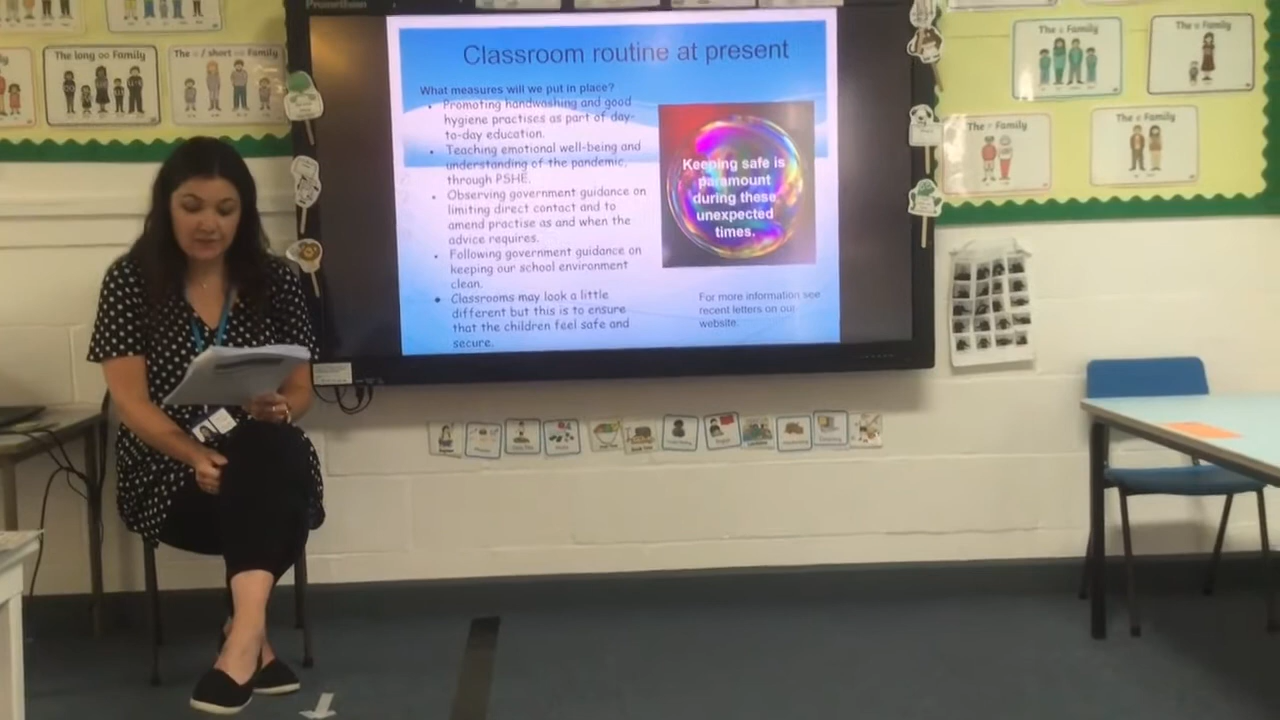 Promethean
The long oo Family
The / short oo Family
The Family
The Family
The Family
The Family
Classroom routine at present
What measures will we put in place?
• Promoting handwashing and good
hygiene practises as part of day-
to-day education.
• Teaching emotional well-being and
understanding of the pandemic,
through PSHE.
• Observing government guidance on
limiting direct contact and to
amend practise as and when the
advice requires.
• Following government guidance on
keeping our school environment
clean.
• Classrooms may look a little
different but this is to ensure
that the children feel safe and
secure.
Keeping safe is
paramount
during these
unexpected
times.
For more information see
recent letters on our
website.